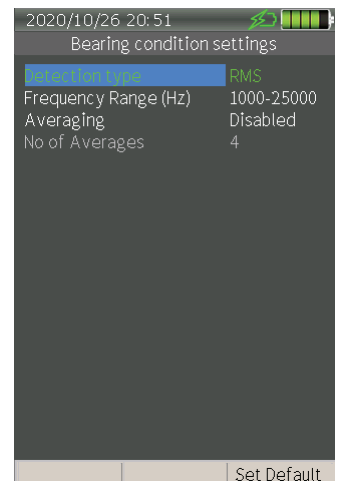 2020/10/26 20:51
Bearing condition settings
Detection type RMS
Frequency Range (Hz) 1000-25000
Averaging Disabled
No of Averages 4
Set Default